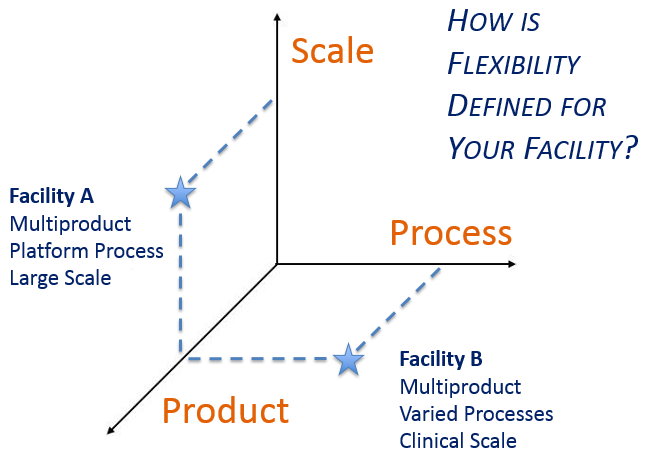 HOW IS
FLEXIBILITY
DEFINED FOR
YOUR FACILITY?
Scale
Facility A
Multiproduct
Platform Process
Large Scale
Process
Facility B
Multiproduct
Varied Processes
Clinical Scale
Product